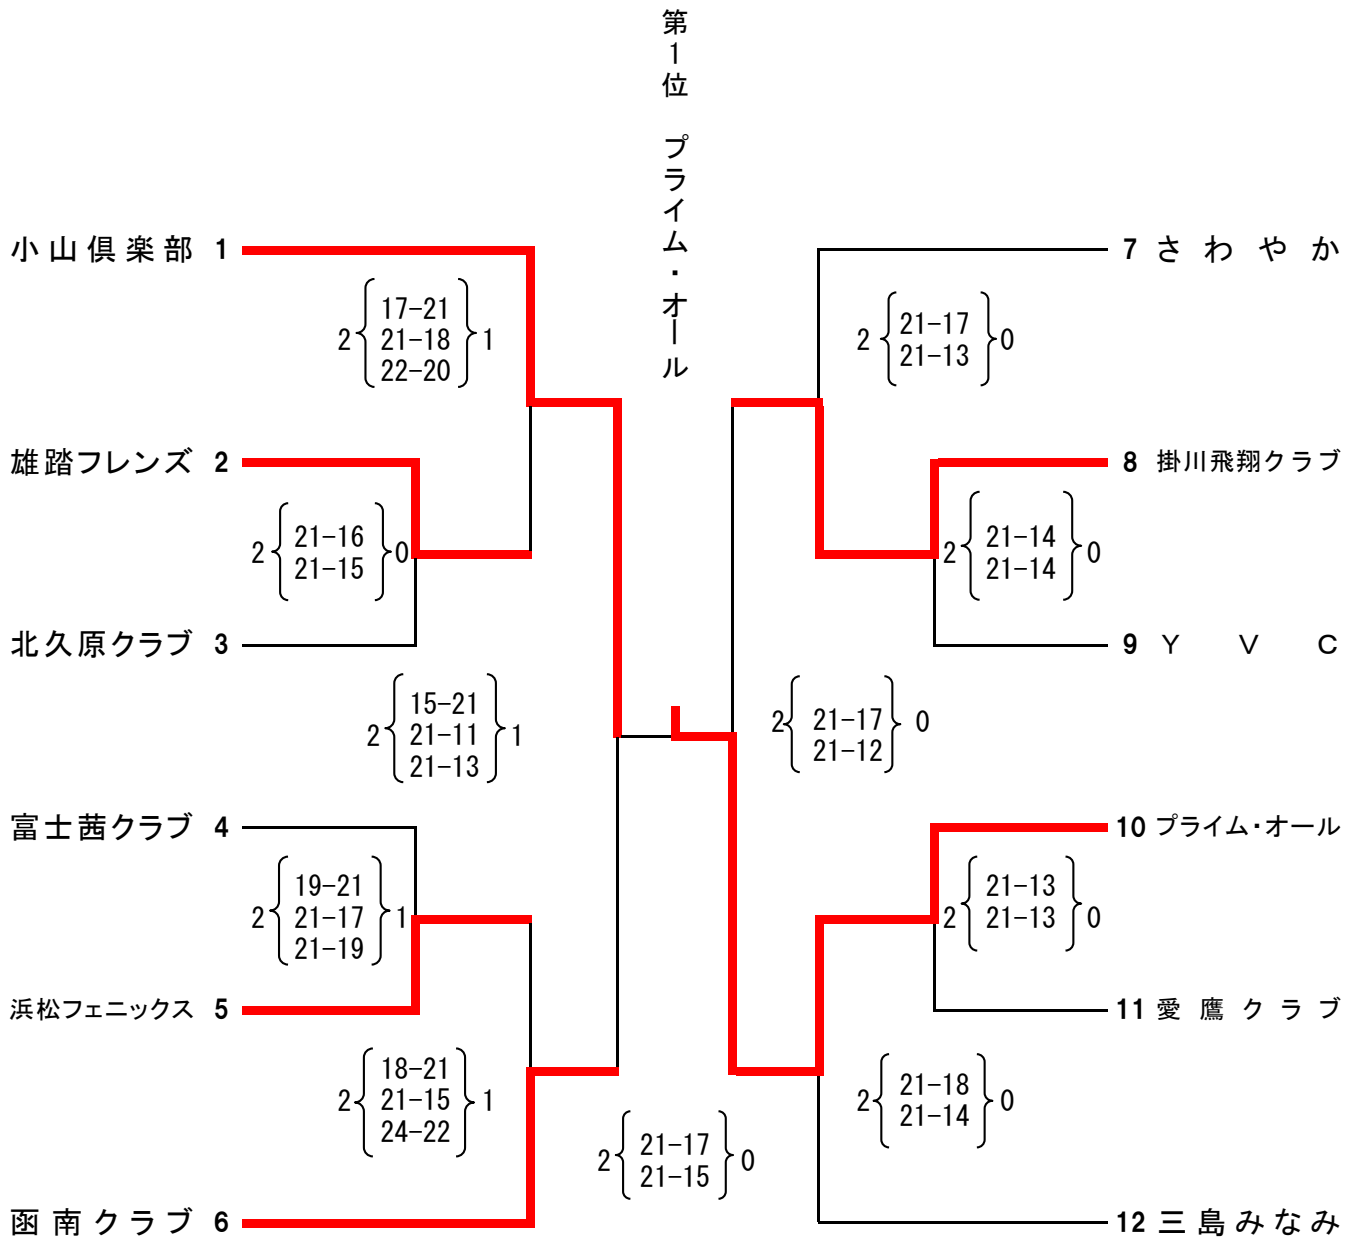 第1位 プライム・オール
小山倶楽部 1
17-21
2 21-18 1
22-20
雄踏フレンズ 2
2 21-16 0
21-15
北久原クラブ 3
15-21
2 21-11 1
21-13
富士茜クラブ 4
19-21
2 21-17 1
21-19
浜松フェニックス 5
18-21
2 21-15 1
24-22
函南クラブ 6
2 21-17 0
21-15
7 さわやか
2 21-17 0
21-13
8 掛川飛翔クラブ
2 21-14 0
21-14
9 Y V C
2 21-17 0
21-12
10 プライム・オール
2 21-13 0
21-13
11 愛鷹クラブ
2 21-18 0
21-14
12 三島みなみ